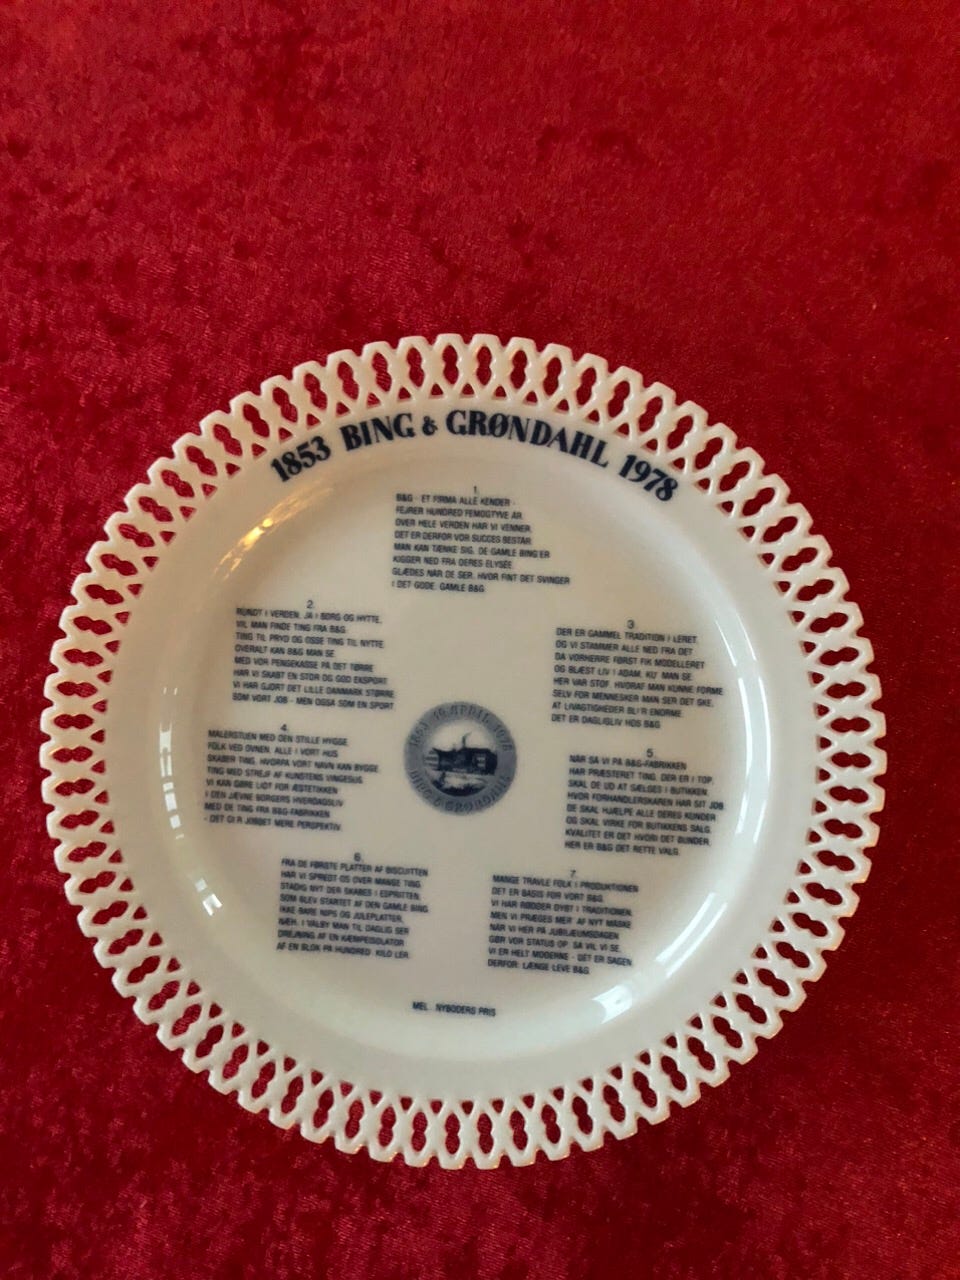 1853 BING & GRØNDAHL 1978
1.
B&G - ET FIRMA ALLE KENDER -
FEJRER HUNDRED FEMOGTYVE ÅR.
OVER HELE VERDEN HAR VI VENNER,
DET ER DERFOR VOR SUCCES BESTÅR.
MAN KAN TÆNKE SIG, DE GAMLE BING'ER
KIGGER NED FRA DERES ELYSÉE,
GLÆDES NÅR DE SER, HVOR FINT DET SVINGER
I DET GODE, GAMLE B&G.
2.
RUNDT I VERDEN, JA I BORG OG HYTTE,
VIL MAN FINDE TING FRA B&G.
TING TIL PRYD OG OSSE TING TIL NYTTE
OVERALT KAN B&G MAN SE.
MED VOR PENGEKASSE PÅ DET TØRRE
HAR VI SKABT EN STOR OG GOD EKSPORT
VI HAR GJORT DET LILLE DANMARK STØRRE
SOM VORT JOB - MEN OGSÅ SOM EN SPORT
3.
DER ER GAMMEL TRADITION I LERET,
OG VI STAMMER ALLE NED FRA DET
DA VORHERRE FØRST FIK MODELLERET
OG BLÆST LIV I ADAM, KU' MAN SE,
HER VAR STOF, HVORAF MAN KUNNE FORME
SELV FOR MENNESKER MAN SER DET SKE,
AT LIVAGTIGHEDER BLI'R ENORME.
DET ER DAGLIGLIV HOS B&G
4.
MALERSTUEN MED DEN STILLE HYGGE,
FOLK VED OVNEN, ALLE I VORT HUS
SKABER TING, HVORPÅ VORT NAVN KAN BYGGE,
TING MED STREJF AF KUNSTENS VINGESUS.
VI KAN GØRE LIDT FOR ÆSTETIKKEN
I DEN JÆVNE BORGERS HVERDAGSLIV
MED DE TING FRA B&G-FABRIKKEN
- DET GI'R JOBBET MERE PERSPEKTIV.
5.
NÅR SÅ VI PÅ B&G-FABRIKKEN
HAR PRÆSTERET TING, DER ER I TOP,
SKAL DE UD AT SÆLGES I BUTIKKEN,
HVOR FORHANDLERSKAREN HAR SIT JOB.
DE SKAL HJÆLPE ALLE DERES KUNDER
OG SKAL VIRKE FOR BUTIKKENS SALG.
KVALITET ER DET HVORI DET BUNDER,
HER ER B&G DET RETTE VALG.
6.
FRA DE FØRSTE PLATTER AF BISCUITTEN
HAR VI SPREDT OS OVER MANGE TING.
STADIG NYT DER SKABES I ESPRITTEN,
SOM BLEV STARTET AF DEN GAMLE BING.
IKKE BARE NIPS OG JULEPLATTER,
NÆH, I VALBY MAN TIL DAGLIG SER
DREJNING AF EN KÆMPEISOLATOR
AF EN BLOK PÅ HUNDRED KILO LER.
7.
MANGE TRAVLE FOLK I PRODUKTIONEN
DET ER BASIS FOR VORT B&G.
VI HAR RØDDER DYBT I TRADITIONEN,
MEN VI PRÆGES MER' AF NYT MÅSKE
NÅR VI HER PÅ JUBILÆUMSDAGEN
GØR VOR STATUS OP, SÅ VIL VI SE,
VI ER HELT MODERNE - DÉT ER SAGEN,
DERFOR: LÆNGE LEVE B&G
1853 19. APRIL 1978
BING & GRØNDAHL
MEL.: NYBODERS PRIS